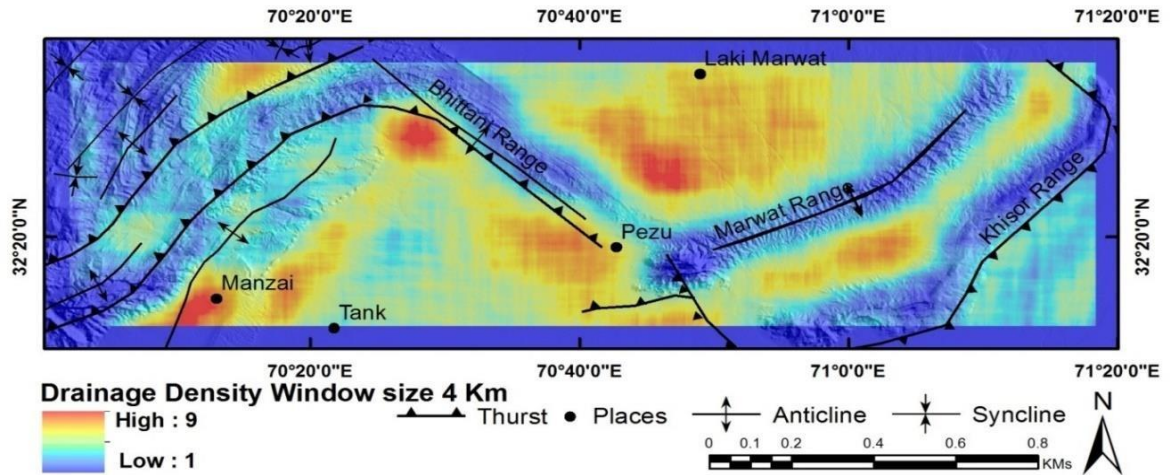 70°20'0"E 70°40'0"E 71°0'0"E 71°20'0"E
Laki Marwat
Bhittani Range
Marwat Range
Khisor Range
Pezu
Manzai
Tank
32°20'0"N 32°20'0"N
70°20'0"E 70°40'0"E 71°0'0"E 71°20'0"E
Drainage Density Window size 4 Km
High : 9
Low : 1
Thurst Places Anticline Syncline
0 0.1 0.2 0.4 0.6 0.8
KMs
N